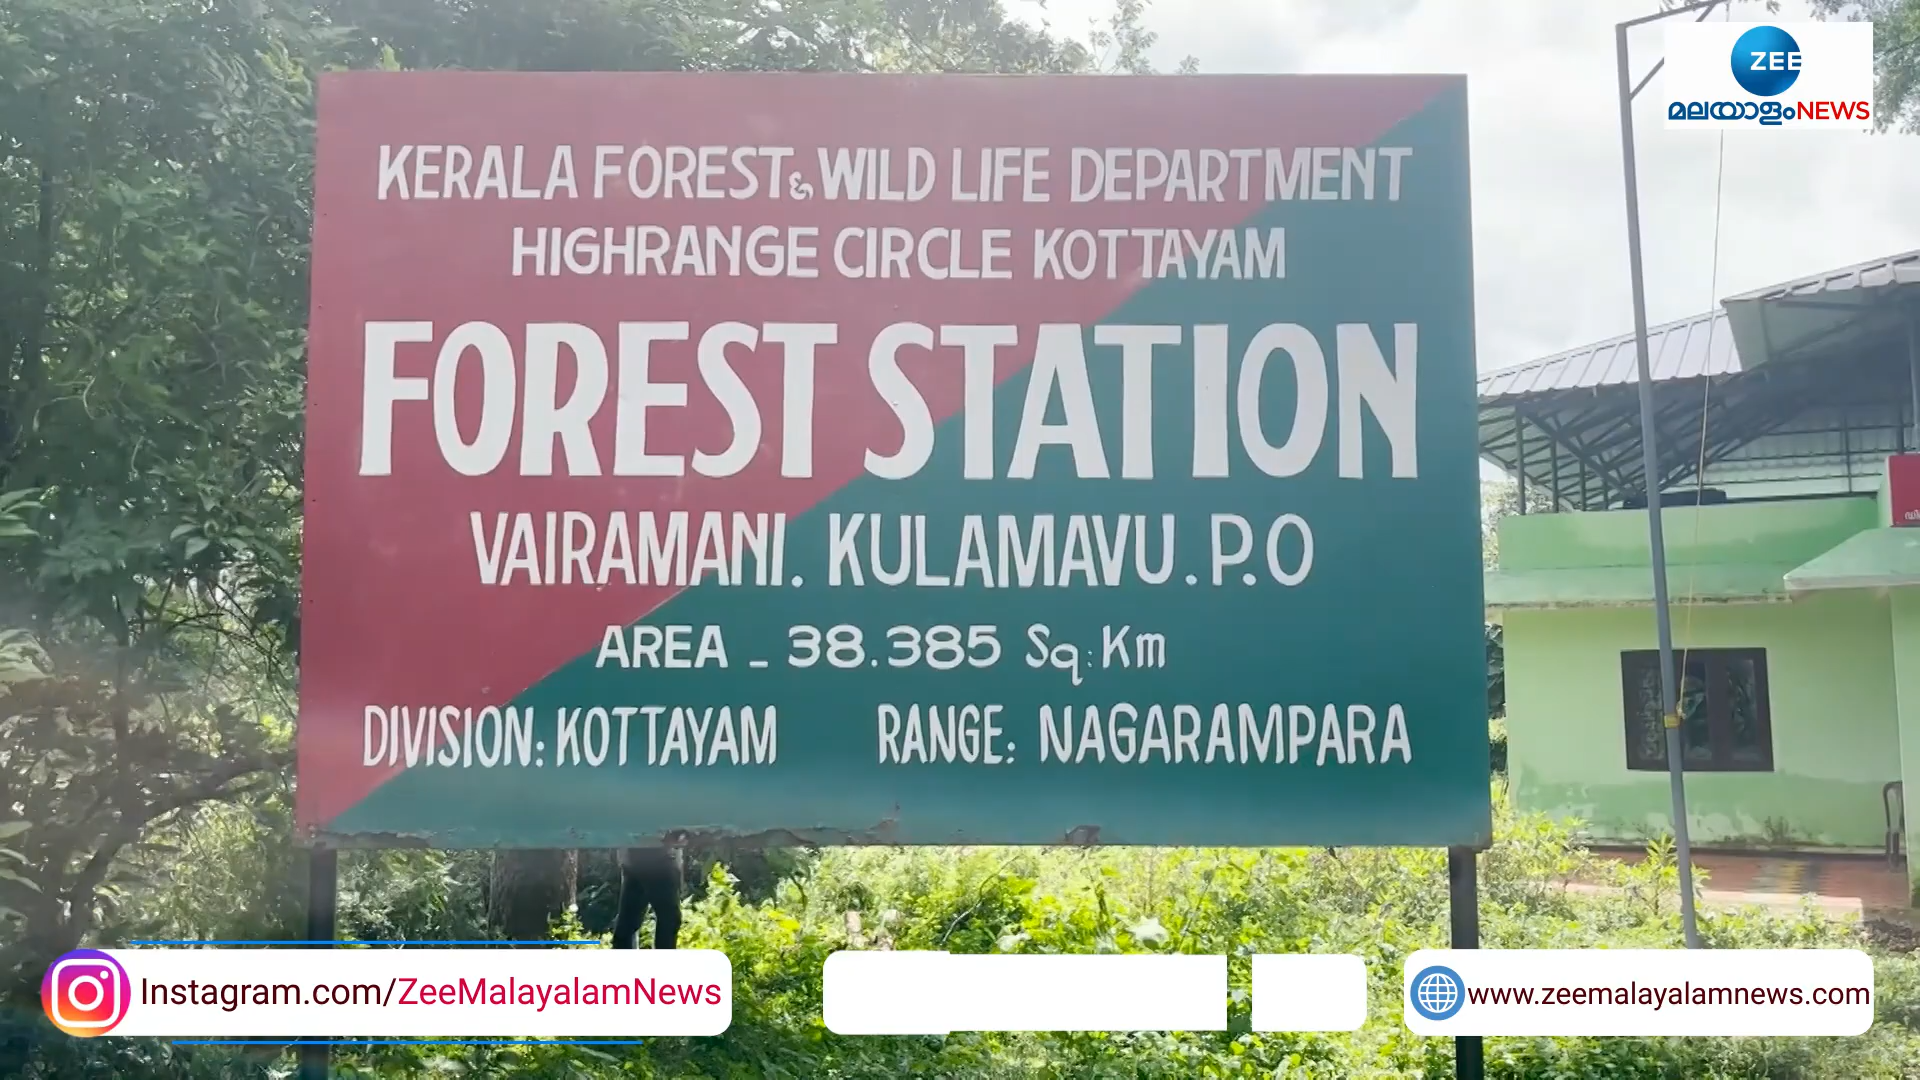 ZEE
മലയാളം NEWS
KERALA FOREST & WILD LIFE DEPARTMENT
HIGHRANGE CIRCLE KOTTAYAM
FOREST STATION
VAIRAMANI. KULAMAVU. P.O
AREA - 38.385 Sq: Km
DIVISION: KOTTAYAM RANGE: NAGARAMPARA
Instagram.com/ZeeMalayalamNews
www.zeemalayalamnews.com